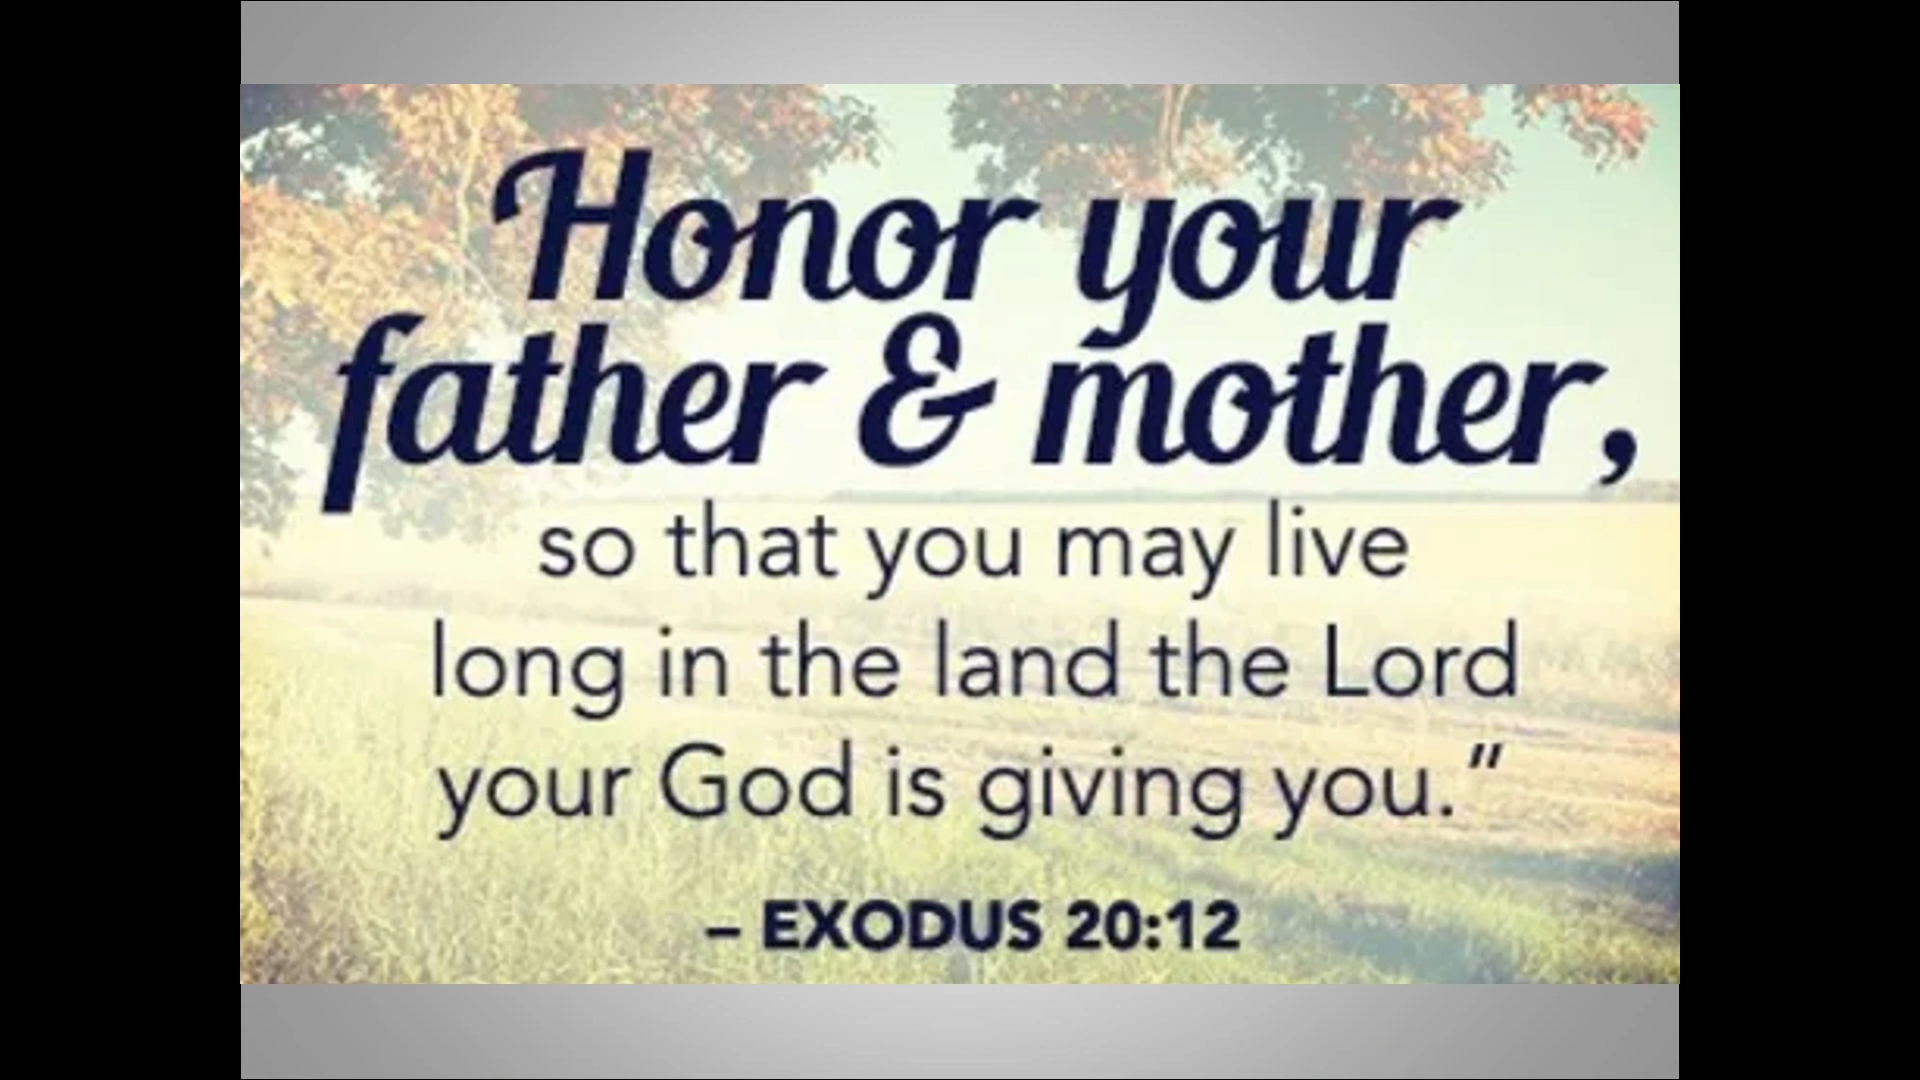 Honor your
father & mother,
so that you may live
long in the land the Lord
your God is giving you."
– EXODUS 20:12